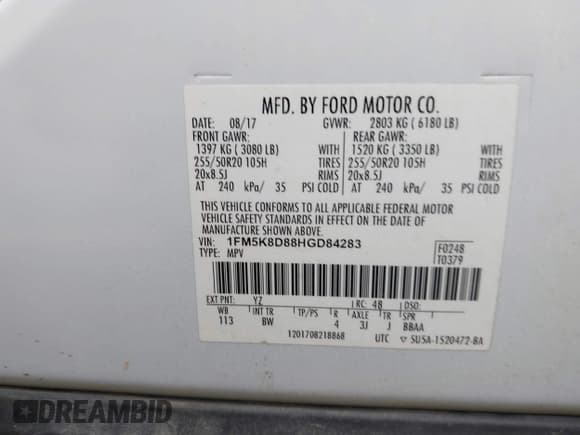 MFD. BY FORD MOTOR CO.
DATE: 08/17 GVWR: 2803 KG ( 6180 LB)
FRONT GAWR: REAR GAWR:
1397 KG ( 3080 LB) WITH 1520 KG ( 3350 LB) WITH
255/50R20 105H TIRES 255/50R20 105H TIRES
20x8.5J RIMS 20x8.5J RIMS
AT 240 kPa/ 35 PSI COLD AT 240 kPa/ 35 PSI COLD
THIS VEHICLE CONFORMS TO ALL APPLICABLE FEDERAL MOTOR
VEHICLE SAFETY STANDARDS IN EFFECT ON THE DATE OF
MANUFACTURE SHOWN ABOVE.
VIN: 1FM5K8D88HGD84283 F0248
TYPE: MPV T0379
EXT PNT: YZ RC: 48 DSO:
WB INT TR TP/PS R AXLE TR SPR
113 BW 4 3J J BBAA
1201708218868 UTC ▽ SU5A-1520472-BA
DREAMBID